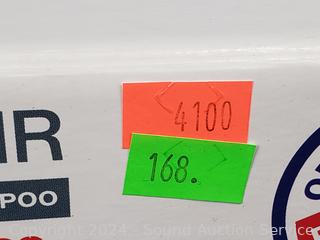 4100
IR
168.
POO
Copyright 2024 - Sound Auction Service